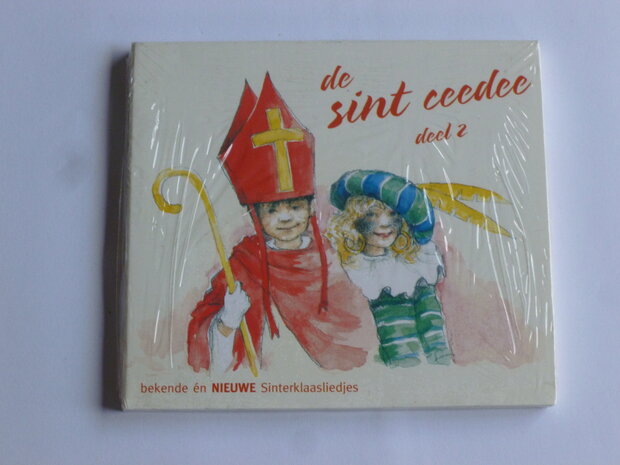 de
sint ceedee
deel 2
bekende én NIEUWE Sinterklaasliedjes